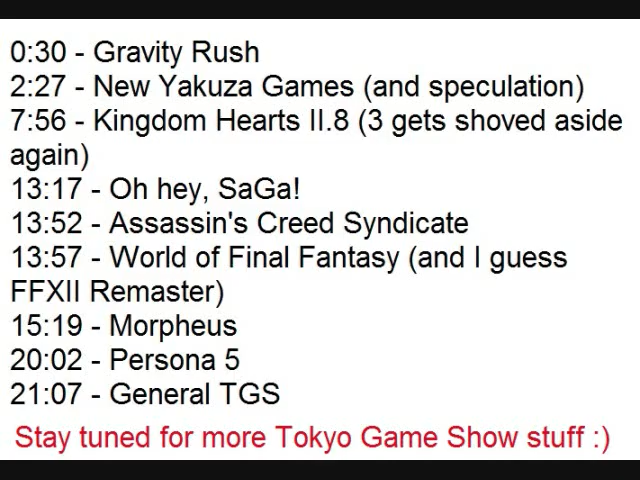 0:30 - Gravity Rush
2:27 - New Yakuza Games (and speculation)
7:56 - Kingdom Hearts II.8 (3 gets shoved aside
again)
13:17 - Oh hey, SaGa!
13:52 - Assassin's Creed Syndicate
13:57 - World of Final Fantasy (and I guess
FFXII Remaster)
15:19 - Morpheus
20:02 - Persona 5
21:07 - General TGS
Stay tuned for more Tokyo Game Show stuff :)